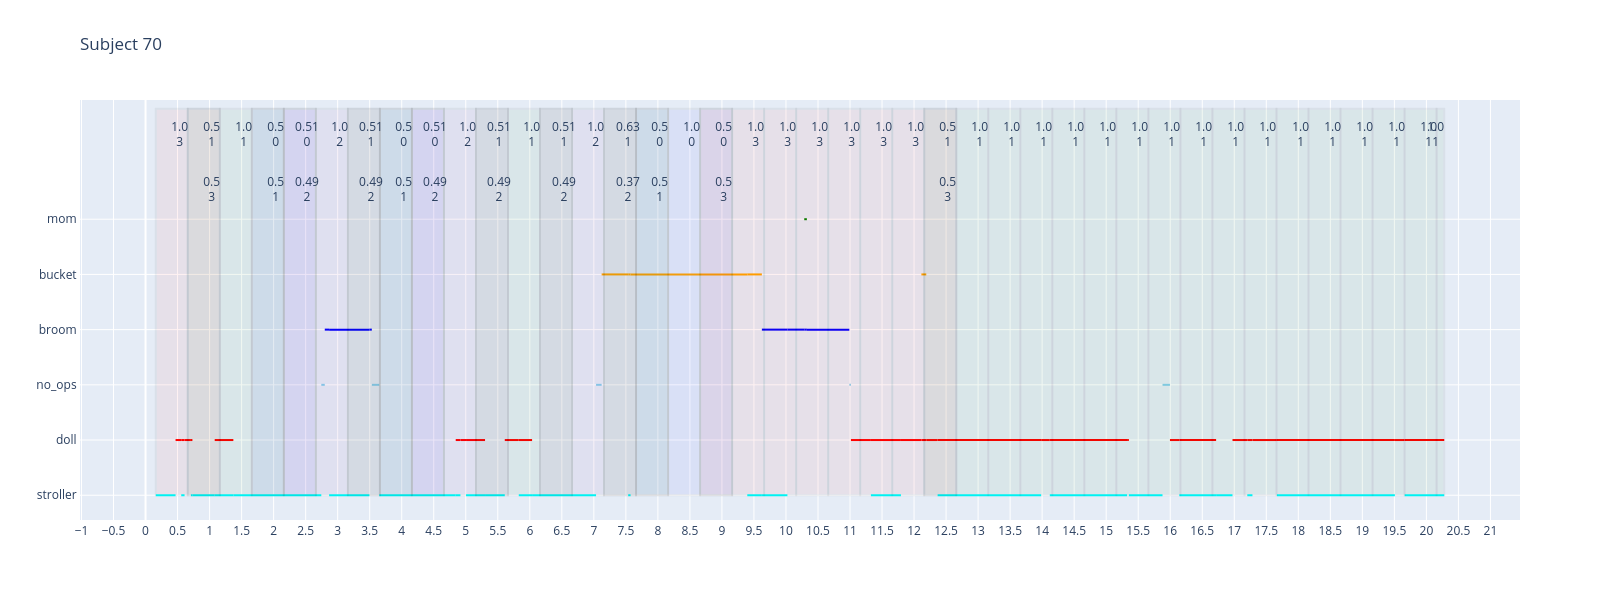 Subject 70
1.0 0.5 1.0 0.5 0.51 1.0 0.51 0.5 0.51 1.0 0.51 1.0 0.51 1.0 0.63 0.5 1.0 0.5 1.0 1.0 1.0 1.0 1.0 1.0 0.5 1.0 1.0 1.0 1.0 1.0 1.0 1.0 1.0 1.0 1.0 1.0 1.0 1.0 1.0 1.0
3 1 1 0 0 2 1 0 0 2 1 1 1 2 1 0 0 0 3 3 3 3 3 3 1 1 1 1 1 1 1 1 1 1 1 1 1 1 1 1 1
0.5 0.5 0.49 0.49 0.5 0.49 0.49 0.49 0.37 0.5 0.5 0.5
3 1 2 2 1 2 2 2 2 1 3 3
mom
bucket
broom
no_ops
doll
stroller
−1 −0.5 0 0.5 1 1.5 2 2.5 3 3.5 4 4.5 5 5.5 6 6.5 7 7.5 8 8.5 9 9.5 10 10.5 11 11.5 12 12.5 13 13.5 14 14.5 15 15.5 16 16.5 17 17.5 18 18.5 19 19.5 20 20.5 21